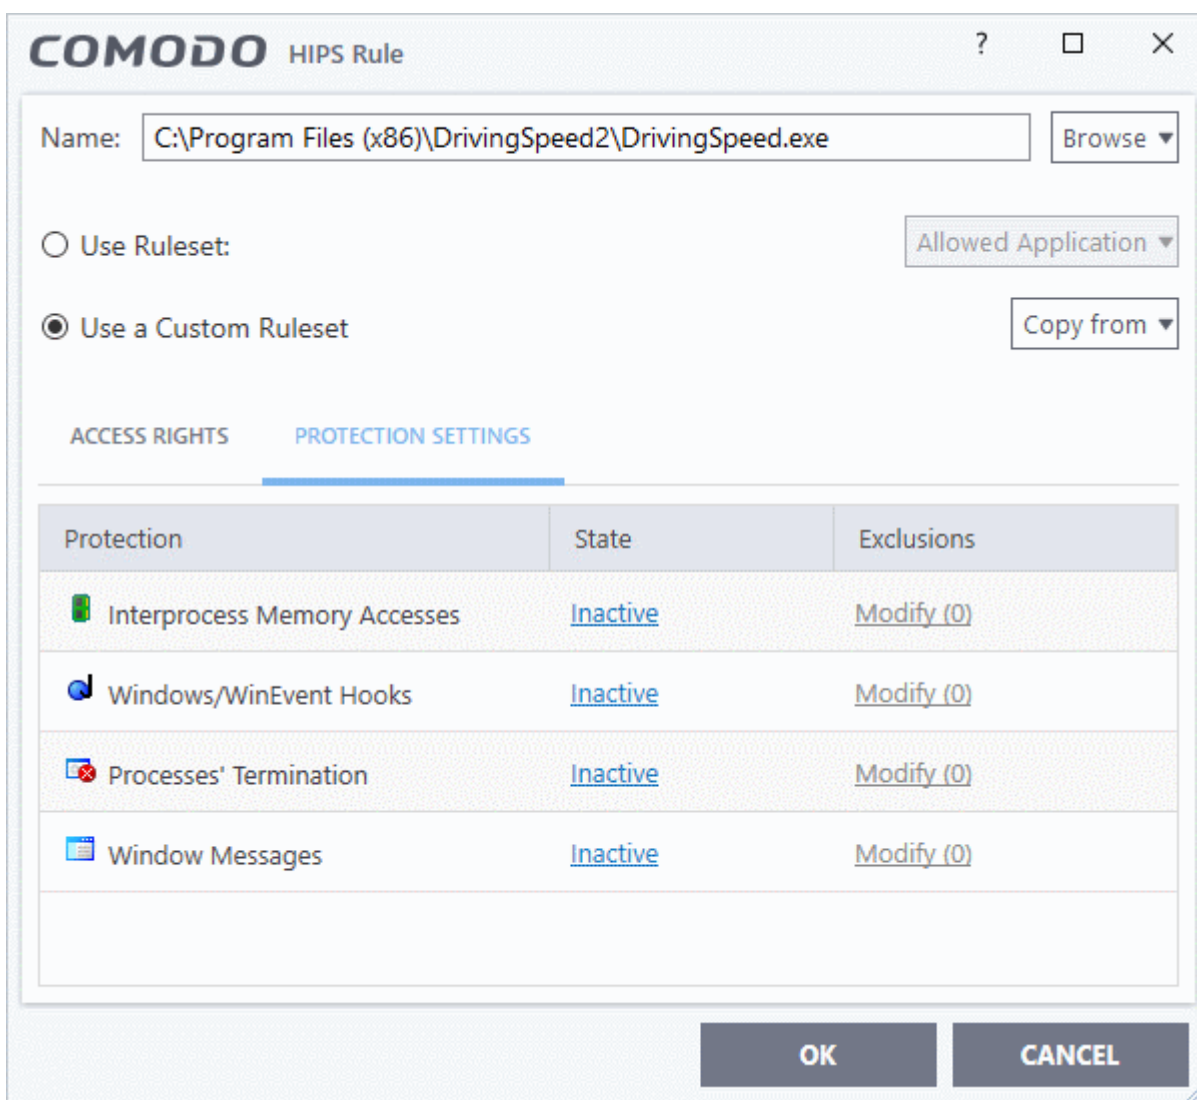 COMODO HIPS Rule ?
Name: C:\Program Files (x86)\DrivingSpeed2\DrivingSpeed.exe Browse
Use Ruleset: Allowed Application
Use a Custom Ruleset Copy from
ACCESS RIGHTS PROTECTION SETTINGS
Protection State Exclusions
Interprocess Memory Accesses Inactive Modify (0)
Windows/WinEvent Hooks Inactive Modify (0)
Processes' Termination Inactive Modify (0)
Window Messages Inactive Modify (0)
OK CANCEL